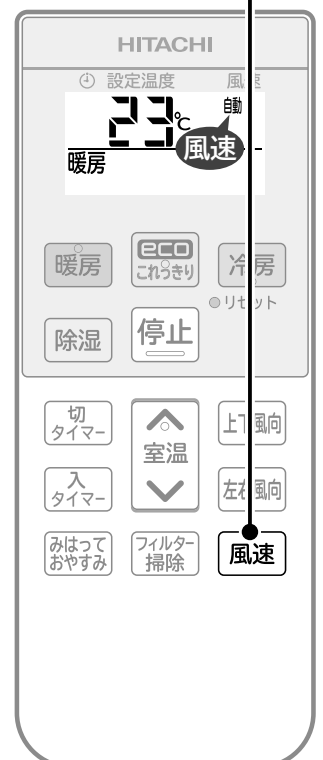 HITACHI
設定温度 風速
23℃ 自動
風速
暖房
暖房 eco これっきり 冷房
リセット
除湿 停止
切タイマー 室温 上下風向
入タイマー 左右風向
みはっておやすみ フィルター掃除 風速